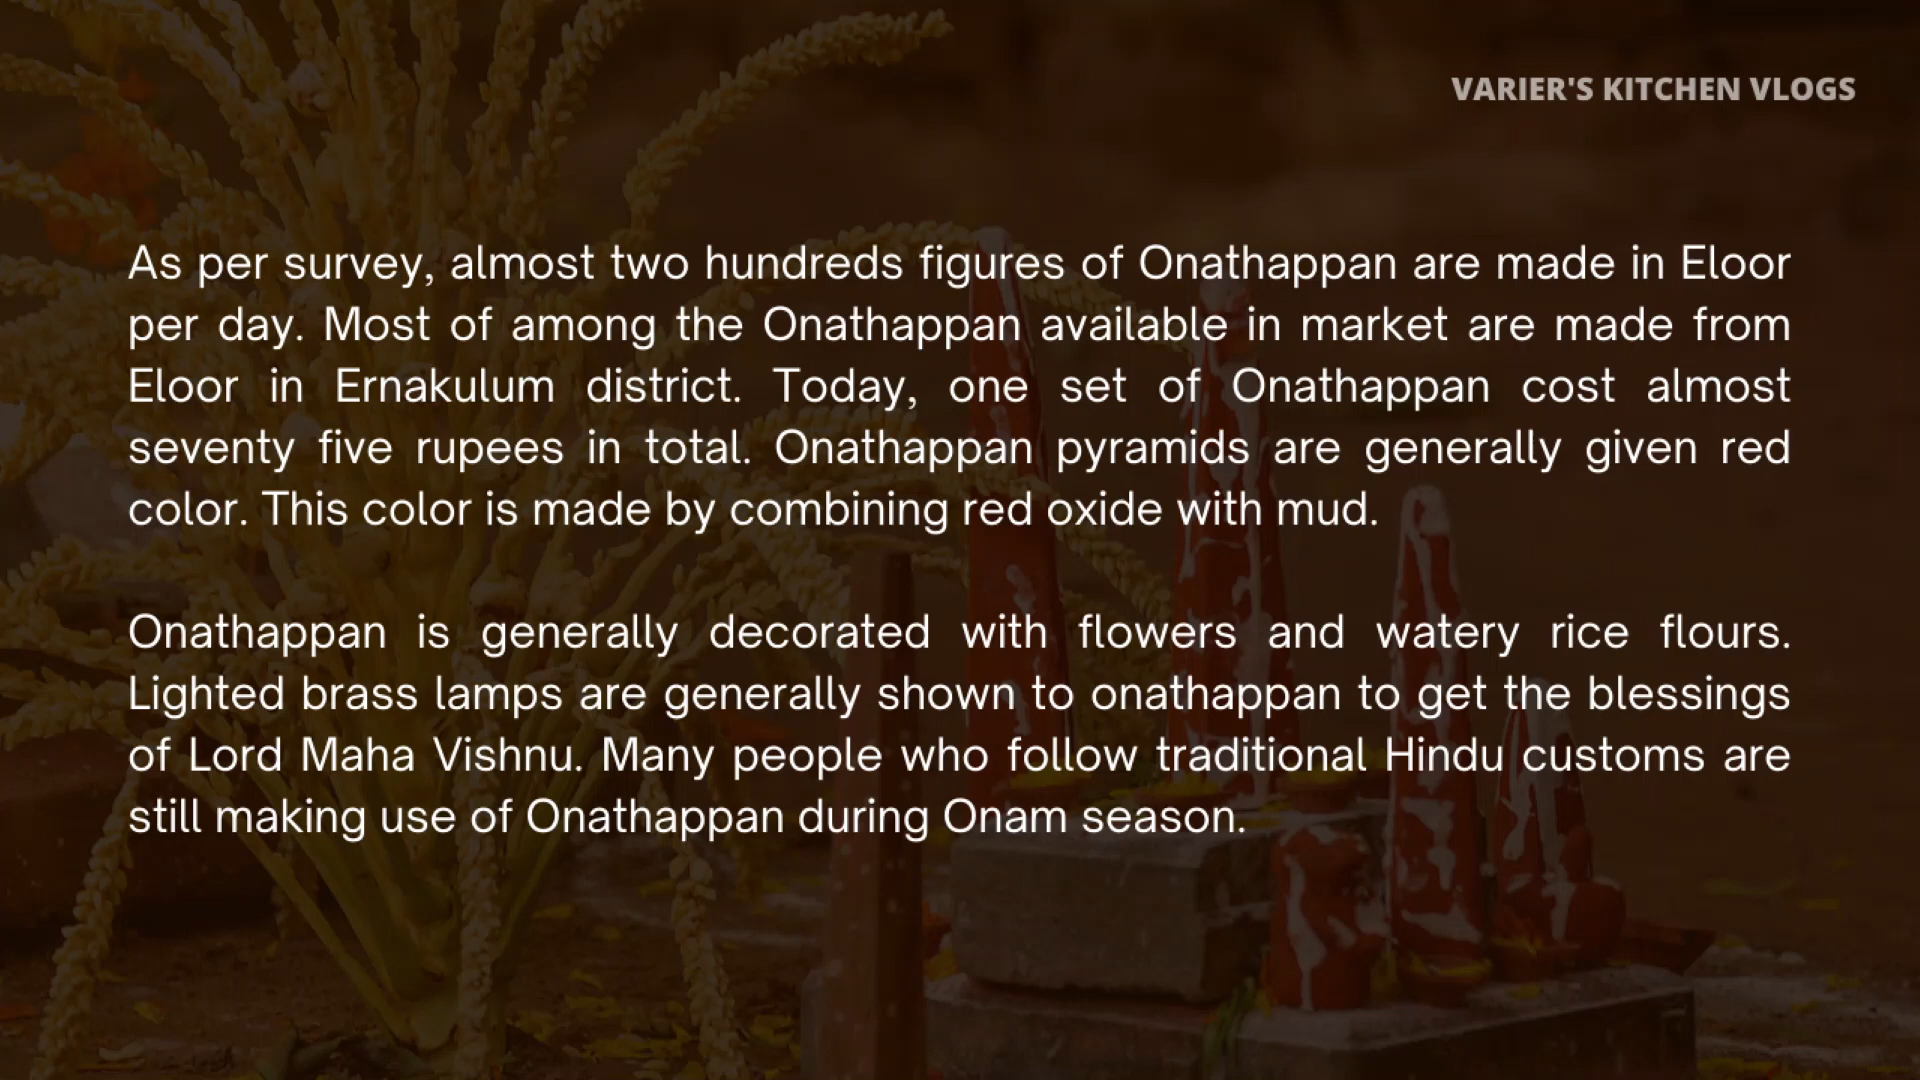 VARIER'S KITCHEN VLOGS
As per survey, almost two hundreds figures of Onathappan are made in Eloor
per day. Most of among the Onathappan available in market are made from
Eloor in Ernakulum district. Today, one set of Onathappan cost almost
seventy five rupees in total. Onathappan pyramids are generally given red
color. This color is made by combining red oxide with mud.
Onathappan is generally decorated with flowers and watery rice flours.
Lighted brass lamps are generally shown to onathappan to get the blessings
of Lord Maha Vishnu. Many people who follow traditional Hindu customs are
still making use of Onathappan during Onam season.